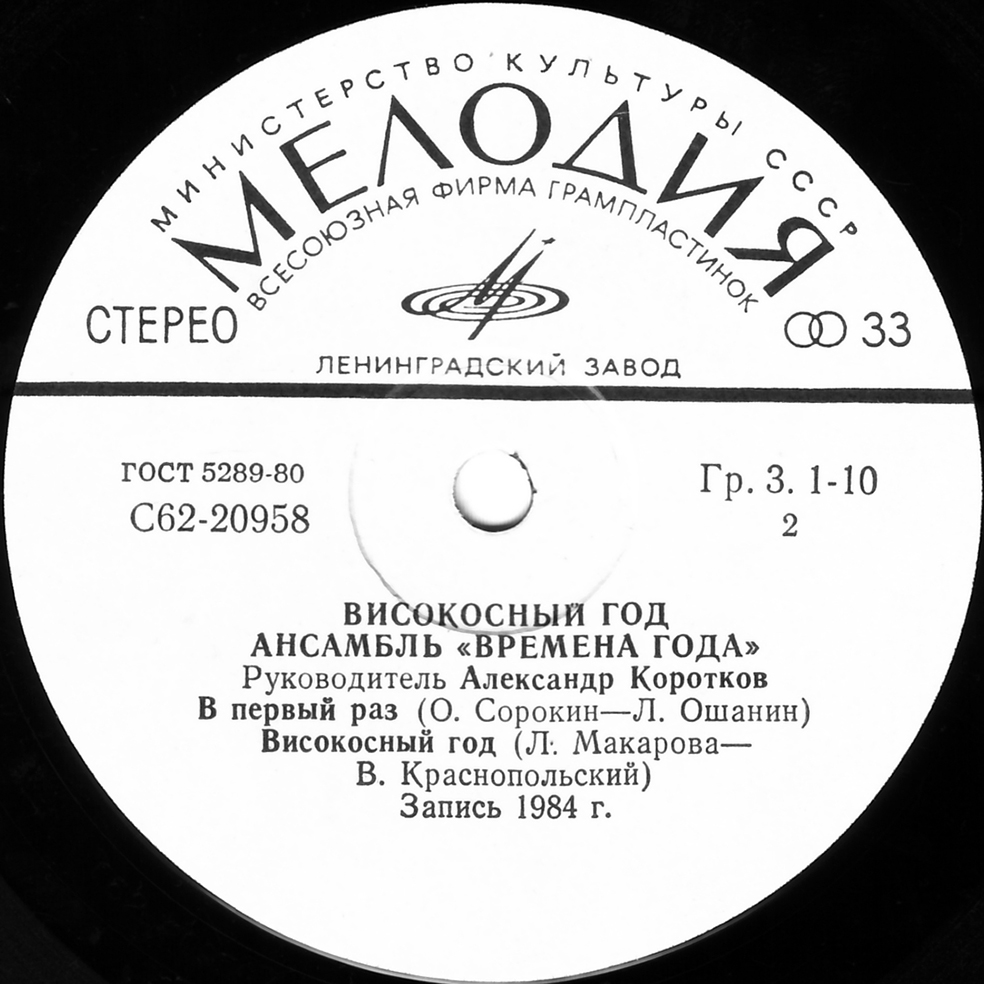 МИНИСТЕРСТВО КУЛЬТУРЫ СССР
МЕЛОДИЯ
ВСЕСОЮЗНАЯ ФИРМА ГРАМПЛАСТИНОК
СТЕРЕО
33
ЛЕНИНГРАДСКИЙ ЗАВОД
ГОСТ 5289-80
С62-20958
Гр. 3. 1-10
2
ВИСОКОСНЫЙ ГОД
АНСАМБЛЬ «ВРЕМЕНА ГОДА»
Руководитель Александр Коротков
В первый раз (О. Сорокин—Л. Ошанин)
Високосный год (Л. Макарова—
В. Краснопольский)
Запись 1984 г.